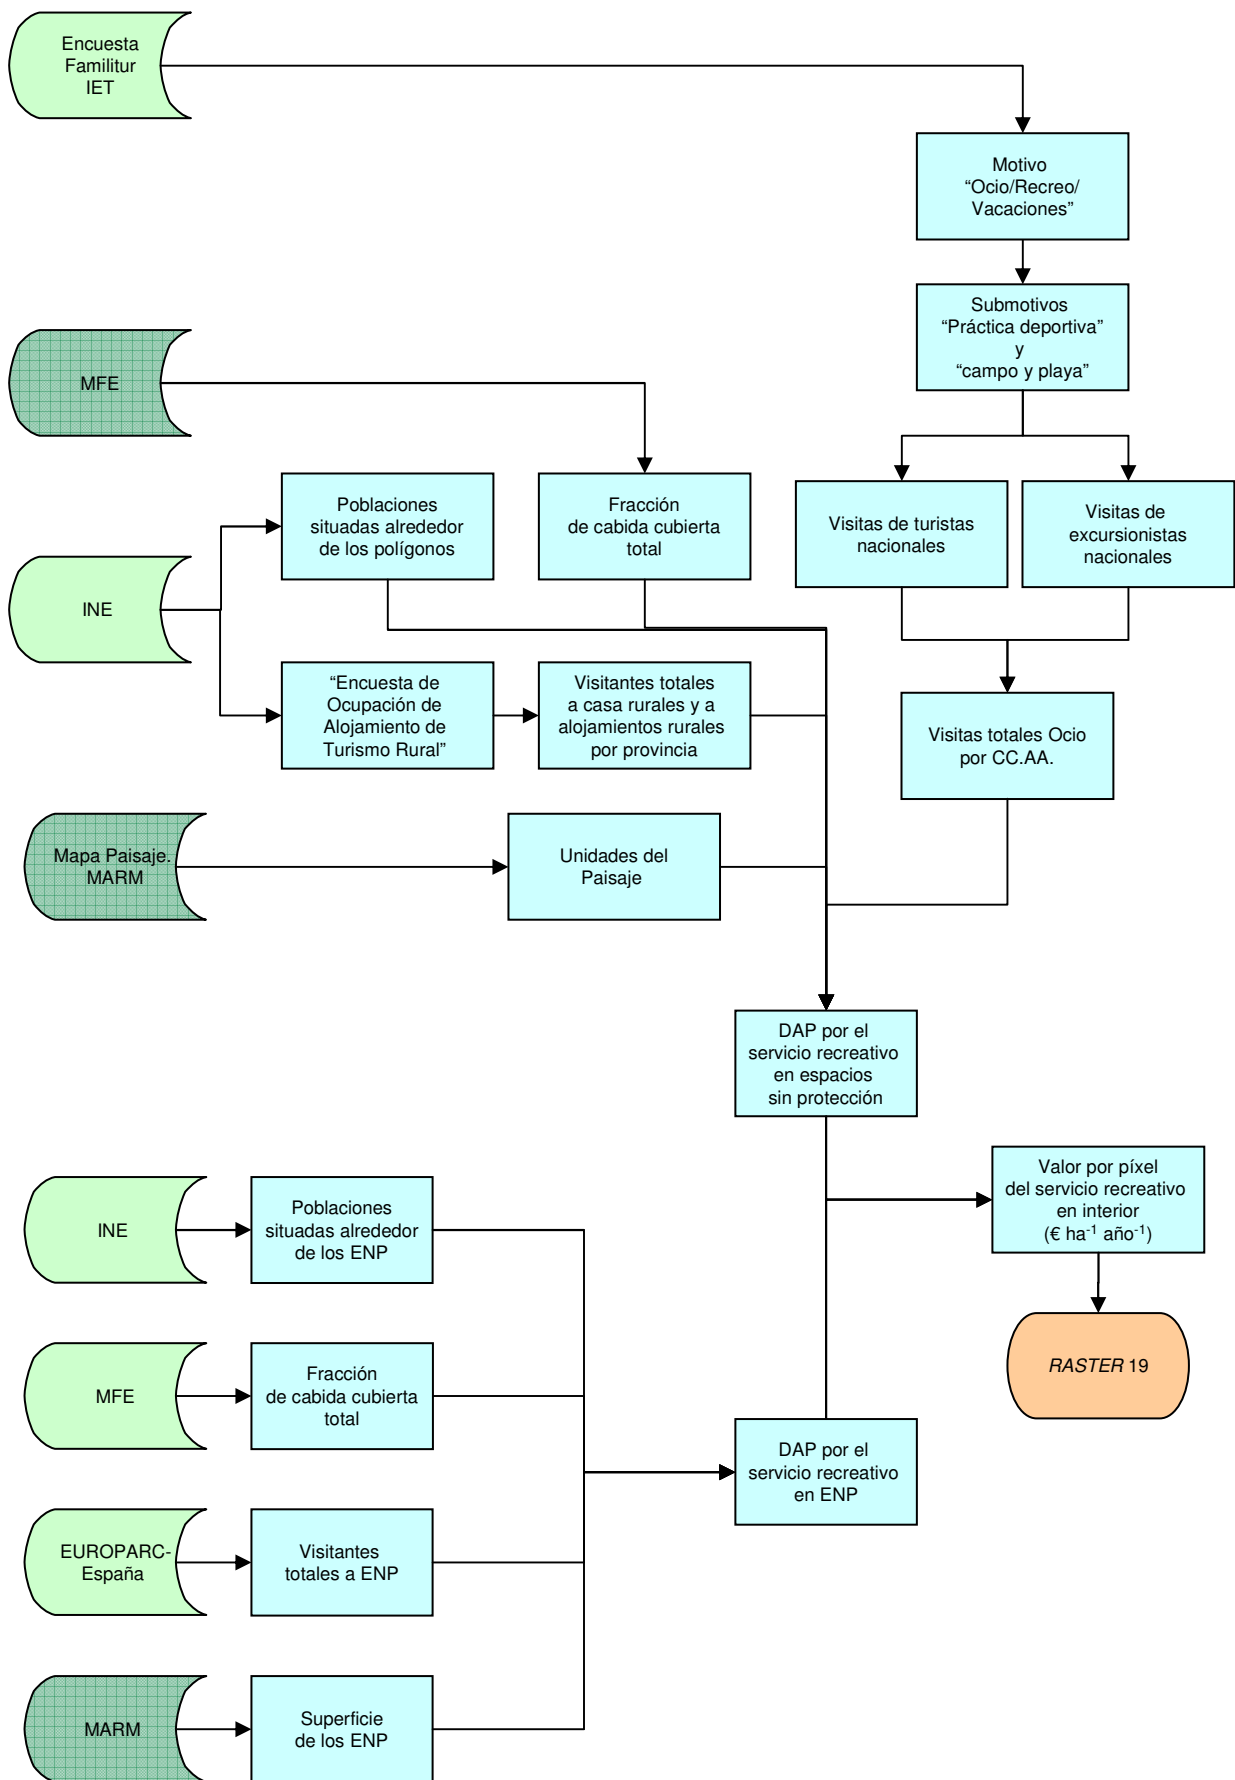 Encuesta
Familitur
IET
Motivo
“Ocio/Recreo/
Vacaciones”
Submotivos
“Práctica deportiva”
y
“campo y playa”
MFE
Poblaciones
situadas alrededor
de los polígonos
Fracción
de cabida cubierta
total
Visitas de turistas
nacionales
Visitas de
excursionistas
nacionales
INE
“Encuesta de
Ocupación de
Alojamiento de
Turismo Rural”
Visitantes totales
a casa rurales y a
alojamientos rurales
por provincia
Visitas totales Ocio
por CC.AA.
Mapa Paisaje.
MARM
Unidades del
Paisaje
DAP por el
servicio recreativo
en espacios
sin protección
Valor por píxel
del servicio recreativo
en interior
(€ ha-1 año-1)
INE
Poblaciones
situadas alrededor
de los ENP
RASTER 19
MFE
Fracción
de cabida cubierta
total
DAP por el
servicio recreativo
en ENP
EUROPARC-
España
Visitantes
totales a ENP
MARM
Superficie
de los ENP